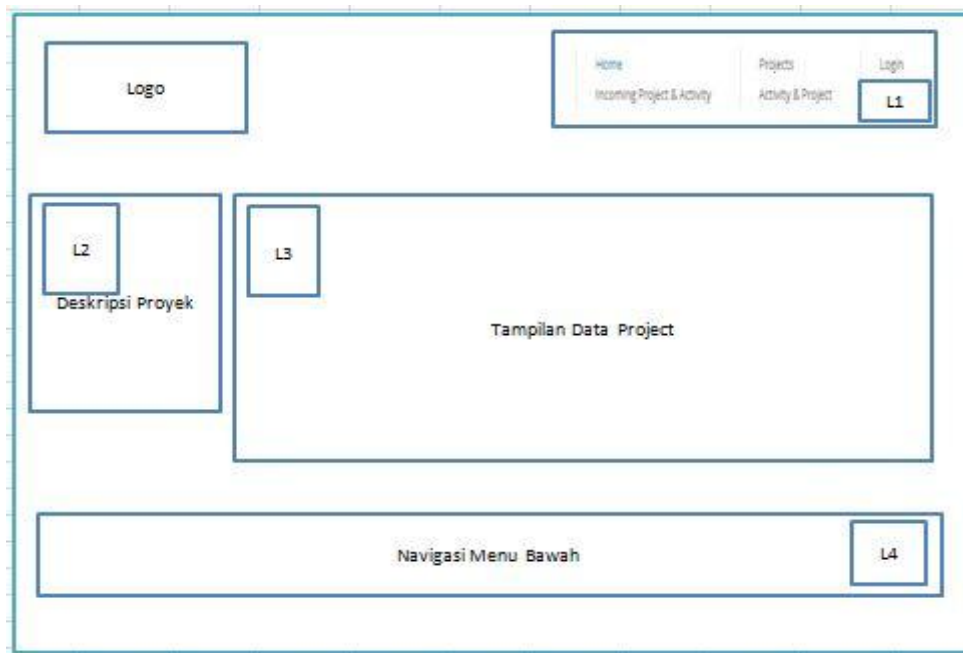 Logo
Home Projects Login
Incoming Project & Activity Activity & Project L1
L2
Deskripsi Proyek
L3
Tampilan Data Project
Navigasi Menu Bawah L4